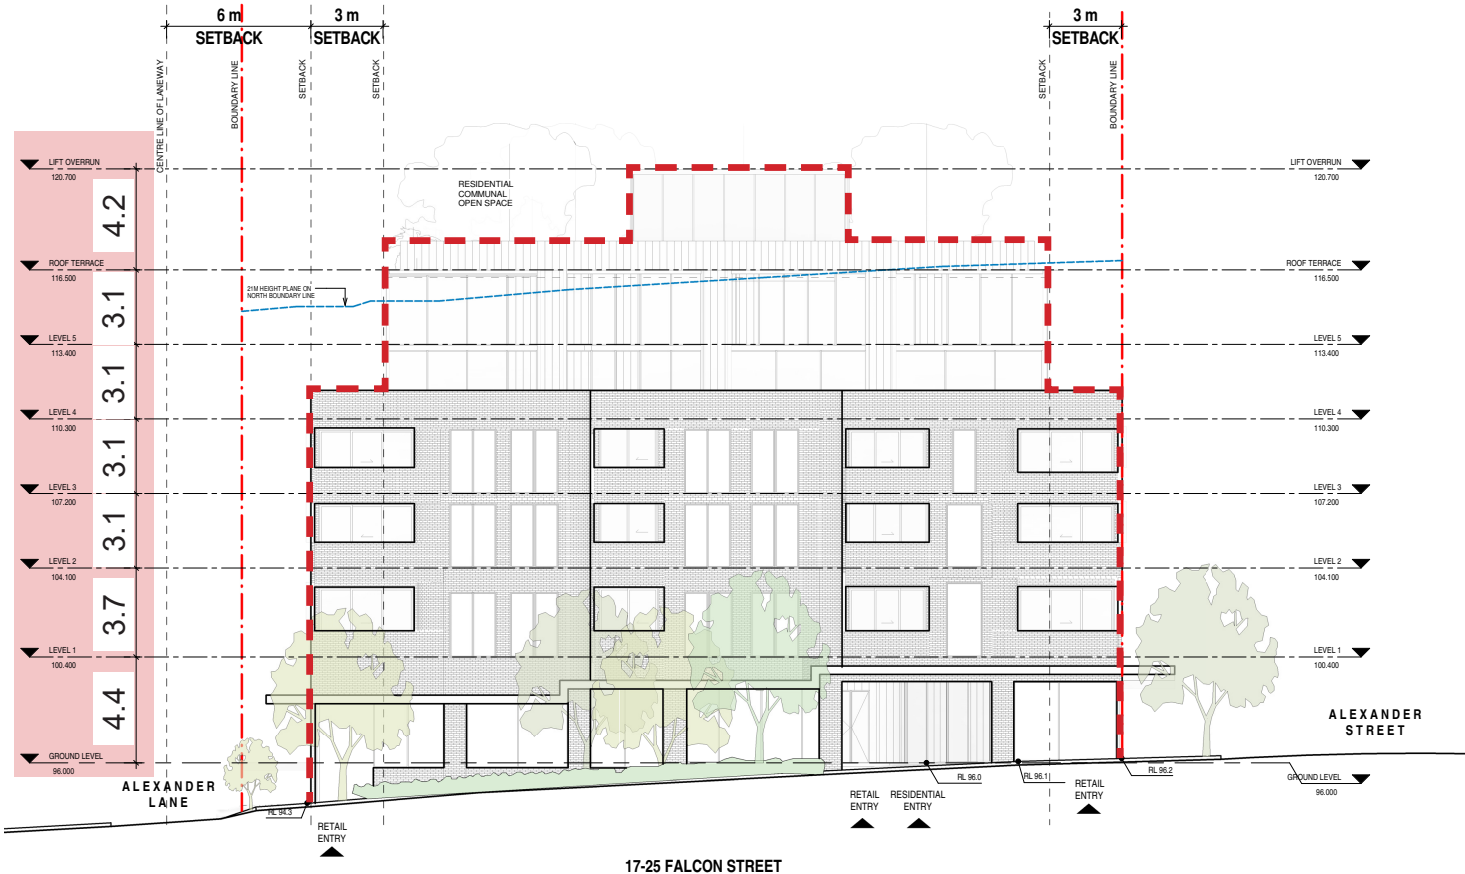 6 m
SETBACK
3 m
SETBACK
3 m
SETBACK
CENTRE LINE OF LANEWAY
BOUNDARY LINE
SETBACK
SETBACK
SETBACK
BOUNDARY LINE
LIFT OVERRUN
120.700
4.2
ROOF TERRACE
116.500
3.1
LEVEL 5
113.400
3.1
LEVEL 4
110.300
3.1
LEVEL 3
107.200
3.1
LEVEL 2
104.100
3.7
LEVEL 1
100.400
4.4
GROUND LEVEL
96.000
RESIDENTIAL
COMMUNAL
OPEN SPACE
21M HEIGHT PLANE ON
NORTH BOUNDARY LINE
LIFT OVERRUN
120.700
ROOF TERRACE
116.500
LEVEL 5
113.400
LEVEL 4
110.300
LEVEL 3
107.200
LEVEL 2
104.100
LEVEL 1
100.400
ALEXANDER
STREET
GROUND LEVEL
96.000
ALEXANDER
LANE
RL 94.3
RETAIL
ENTRY
RETAIL
ENTRY
RESIDENTIAL
ENTRY
RL 96.0
RL 96.1
RETAIL
ENTRY
RL 96.2
17-25 FALCON STREET